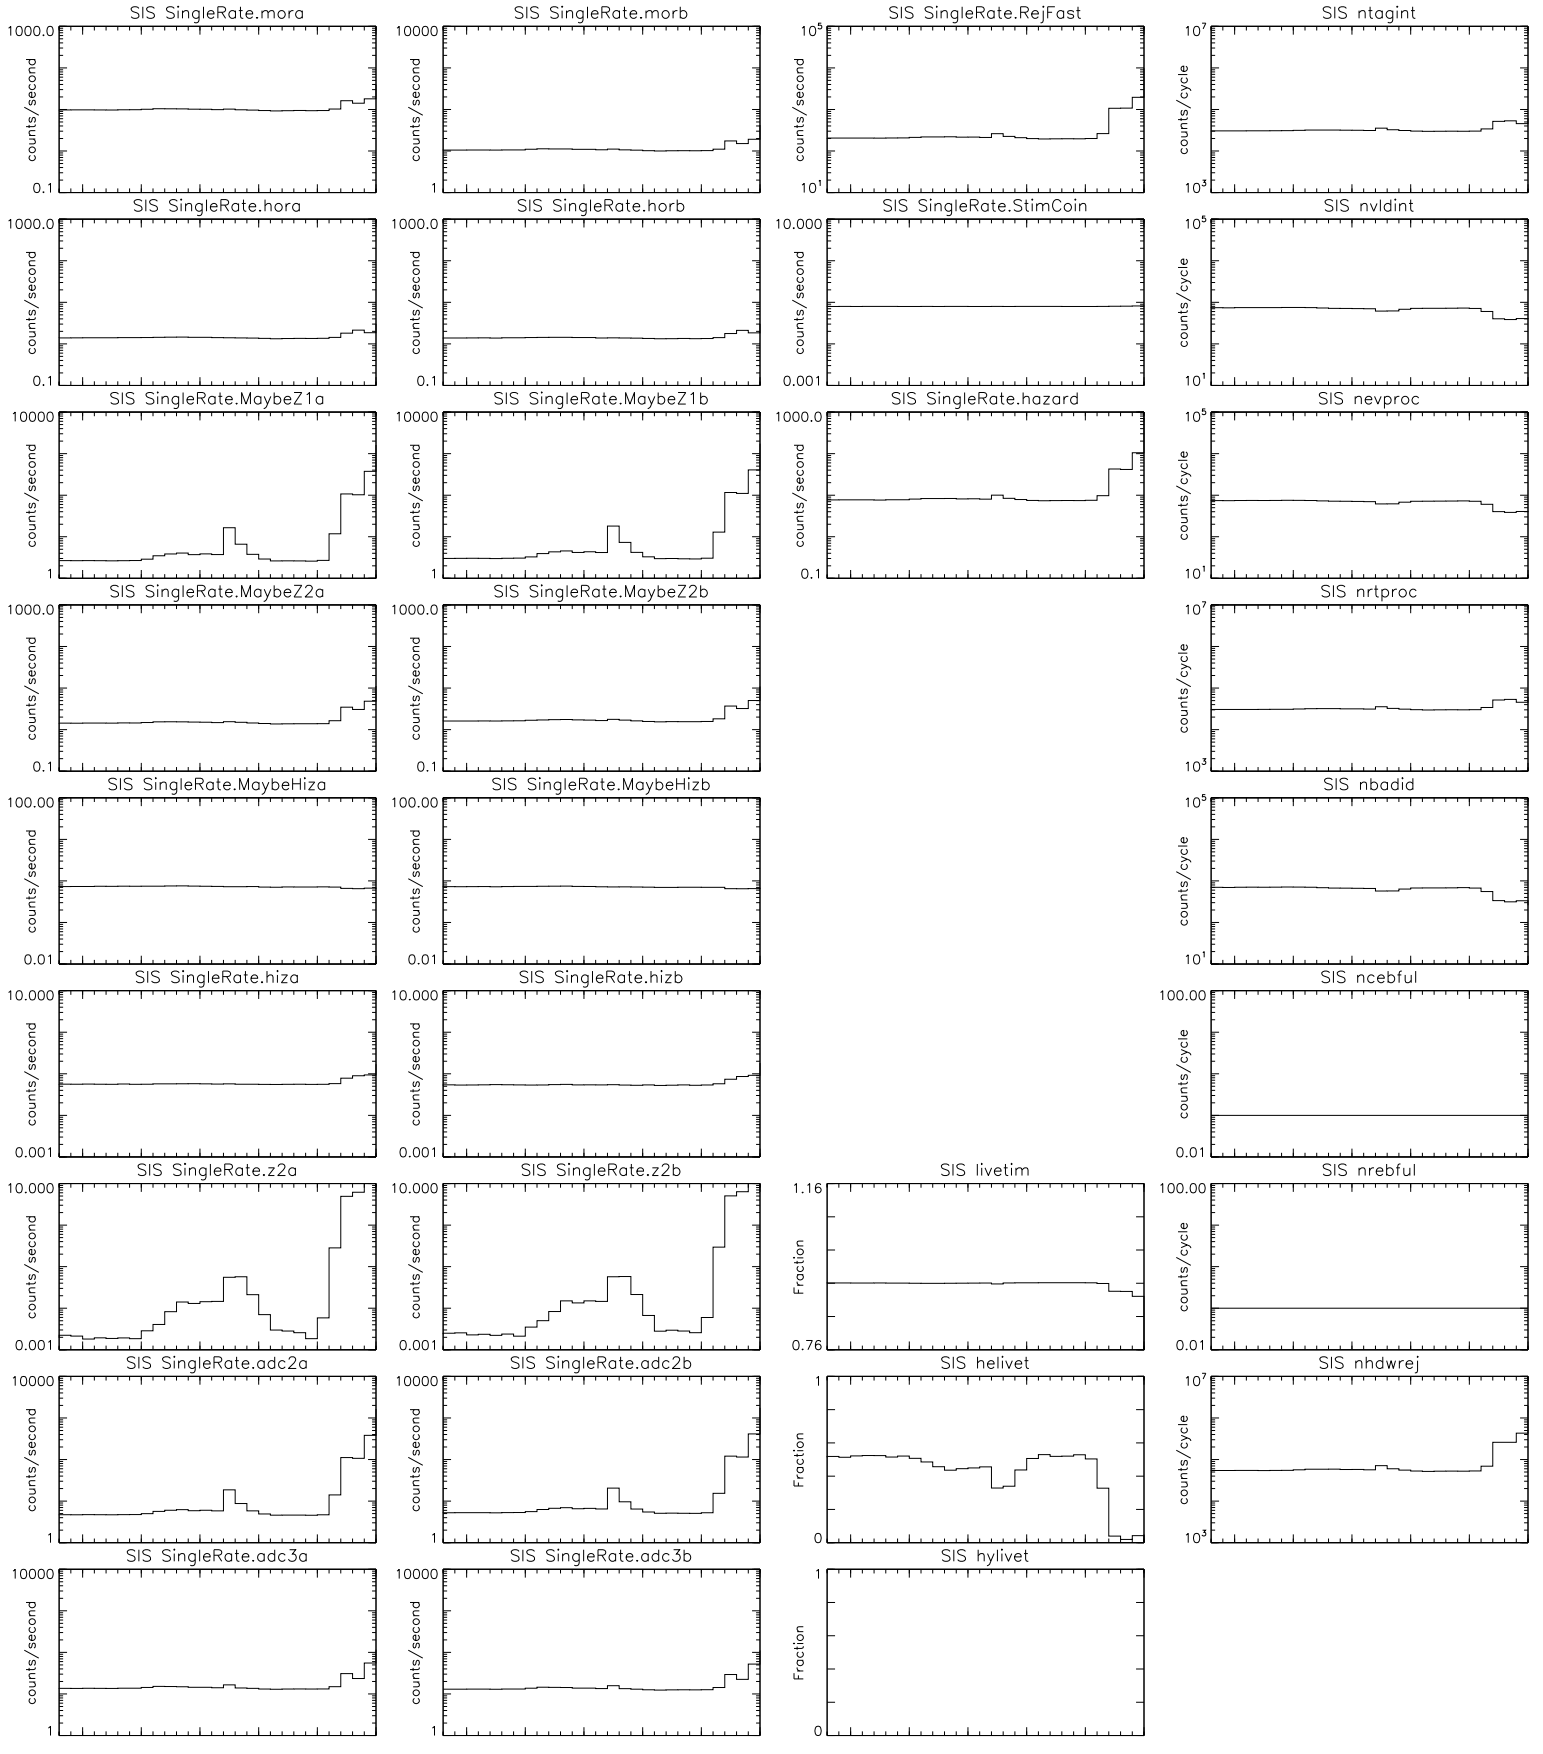 SIS SingleRate.mora
1000.0
counts/second
0.1
SIS SingleRate.morb
10000
counts/second
1
SIS SingleRate.RejFast
10^5
counts/second
10^1
SIS ntagint
10^7
counts/cycle
10^3
SIS SingleRate.hora
1000.0
counts/second
0.1
SIS SingleRate.horb
1000.0
counts/second
0.1
SIS SingleRate.StimCoin
10.000
counts/second
0.001
SIS nvldint
10^5
counts/cycle
10^1
SIS SingleRate.MaybeZ1a
10000
counts/second
1
SIS SingleRate.MaybeZ1b
10000
counts/second
1
SIS SingleRate.hazard
1000.0
counts/second
0.1
SIS nevproc
10^5
counts/cycle
10^1
SIS SingleRate.MaybeZ2a
1000.0
counts/second
0.1
SIS SingleRate.MaybeZ2b
1000.0
counts/second
0.1
SIS nrtproc
10^7
counts/cycle
10^3
SIS SingleRate.MaybeHiza
100.00
counts/second
0.01
SIS SingleRate.MaybeHizb
100.00
counts/second
0.01
SIS nbadid
10^5
counts/cycle
10^1
SIS SingleRate.hiza
10.000
counts/second
0.001
SIS SingleRate.hizb
10.000
counts/second
0.001
SIS ncebful
100.00
counts/cycle
0.01
SIS SingleRate.z2a
10.000
counts/second
0.001
SIS SingleRate.z2b
10.000
counts/second
0.001
SIS livetim
1.16
Fraction
0.76
SIS nrebful
100.00
counts/cycle
0.01
SIS SingleRate.adc2a
10000
counts/second
1
SIS SingleRate.adc2b
10000
counts/second
1
SIS helivet
1
Fraction
0
SIS nhdwrej
10^7
counts/cycle
10^3
SIS SingleRate.adc3a
10000
counts/second
1
SIS SingleRate.adc3b
10000
counts/second
1
SIS hylivet
1
Fraction
0